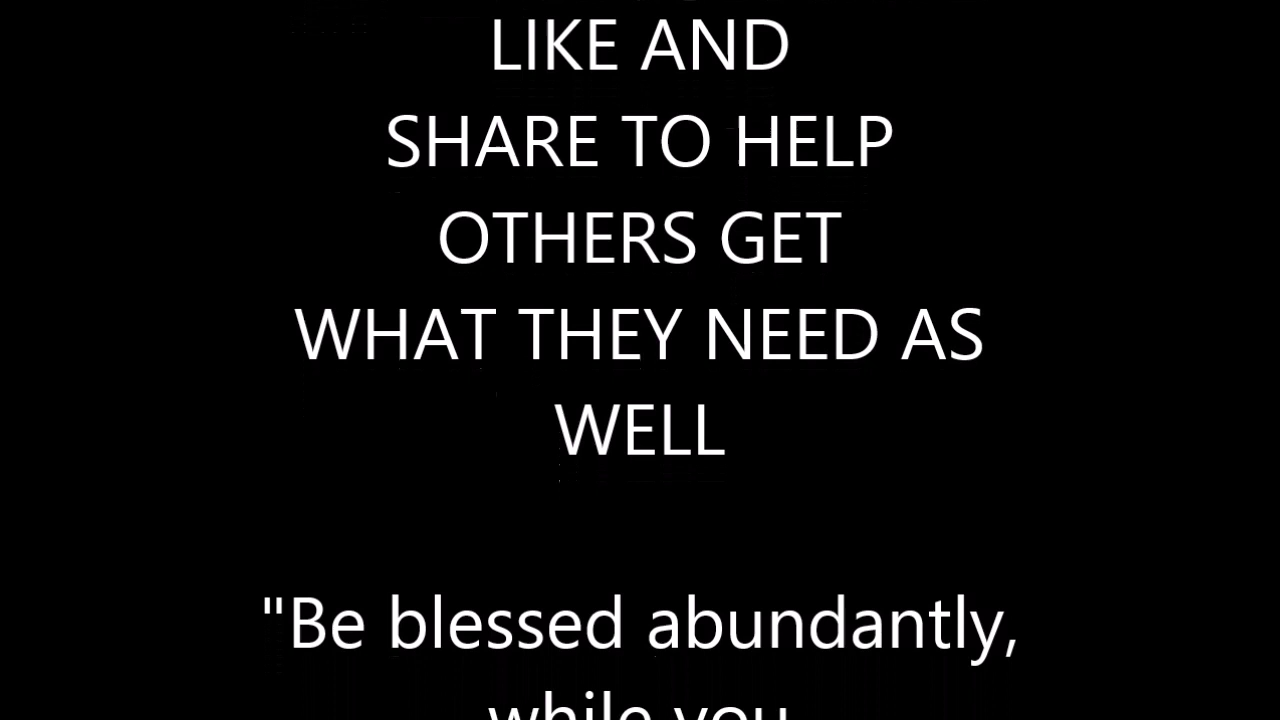 LIKE AND
SHARE TO HELP
OTHERS GET
WHAT THEY NEED AS
WELL
"Be blessed abundantly,
while you